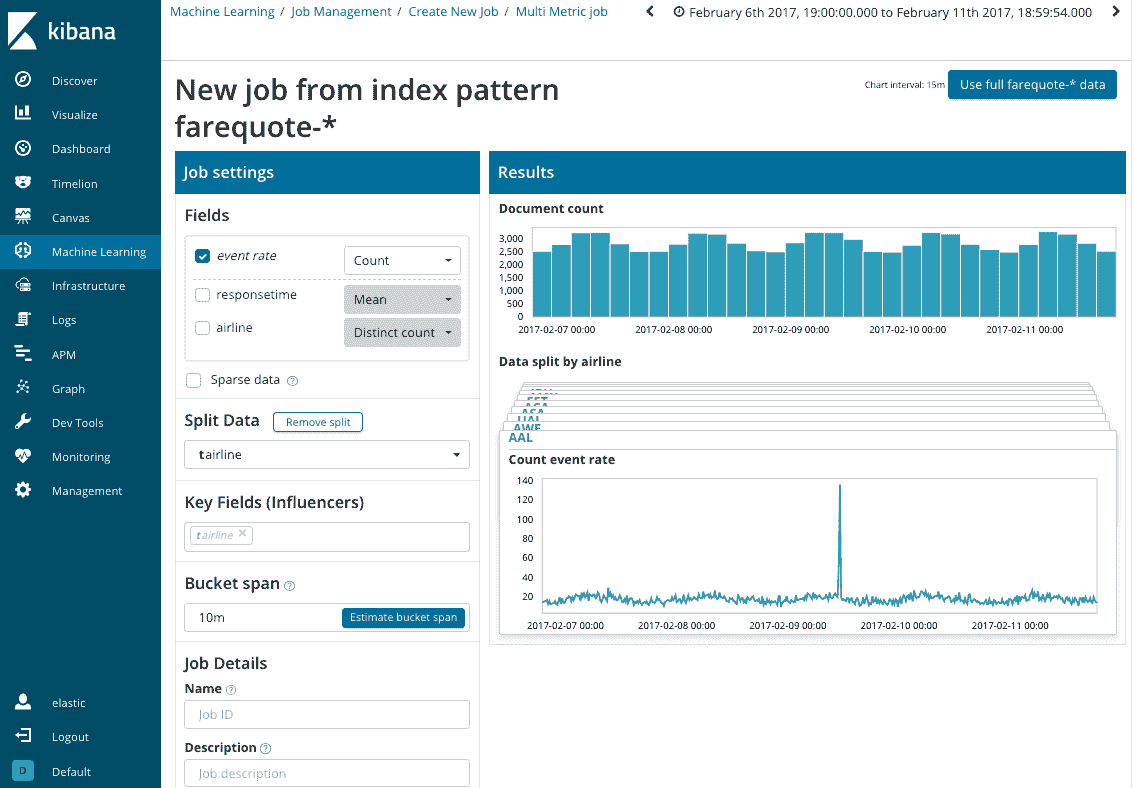 kibana
Discover
Visualize
Dashboard
Timelion
Canvas
Machine Learning
Infrastructure
Logs
APM
Graph
Dev Tools
Monitoring
Management
elastic
Logout
D Default
Machine Learning / Job Management / Create New Job / Multi Metric job
February 6th 2017, 19:00:00.000 to February 11th 2017, 18:59:54.000
New job from index pattern
farequote-*
Chart interval: 15m
Use full farequote-* data
Job settings
Fields
event rate Count
responsetime Mean
airline Distinct count
Sparse data ?
Split Data Remove split
t airline
Key Fields (Influencers)
t airline ×
Bucket span ?
10m Estimate bucket span
Job Details
Name ?
Job ID
Description ?
Job description
Results
Document count
3,000
2,500
2,000
1,500
1,000
500
0
2017-02-07 00:00 2017-02-08 00:00 2017-02-09 00:00 2017-02-10 00:00 2017-02-11 00:00
Data split by airline
AWE
AAL
Count event rate
140
120
100
80
60
40
20
2017-02-07 00:00 2017-02-08 00:00 2017-02-09 00:00 2017-02-10 00:00 2017-02-11 00:00